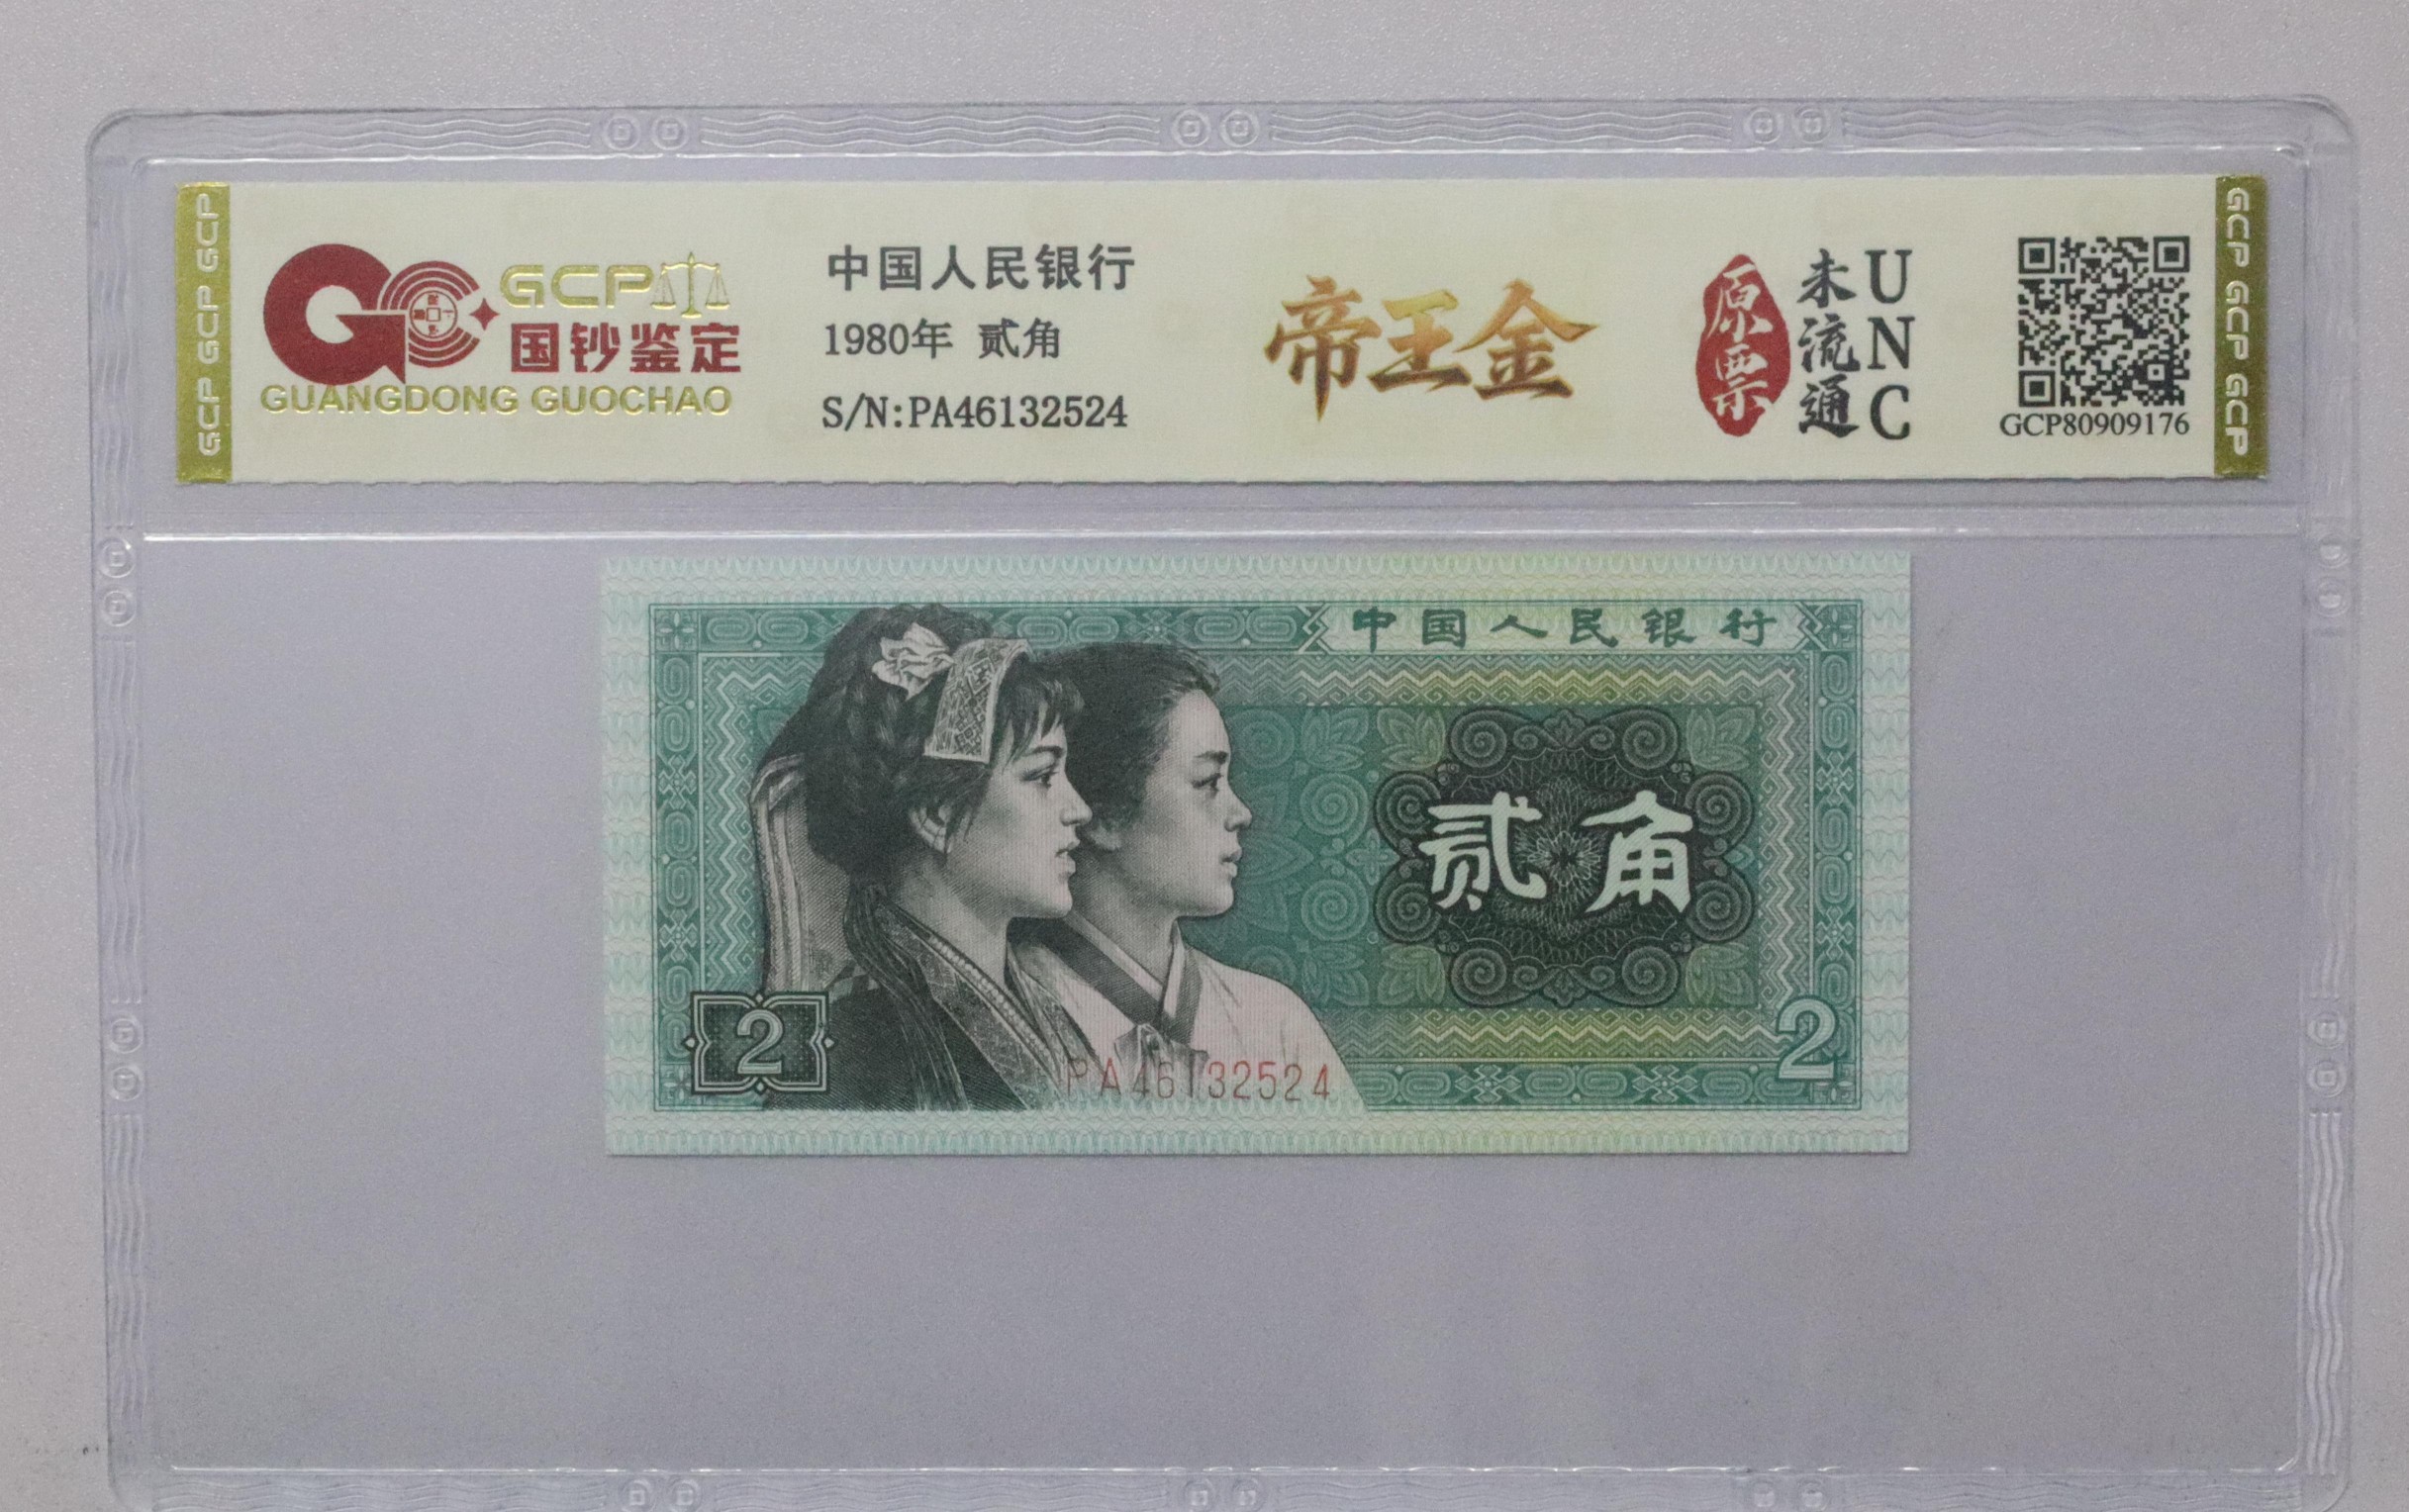 GCP GCP GCP
GCP
国钞鉴定
GUANGDONG GUOCHAO
中国人民银行
1980年 贰角
S/N:PA46132524
帝王金
原票
未流通
UNC
GCP80909176
GCP GCP GCP
中国人民银行
贰角
2
PA46132524
2